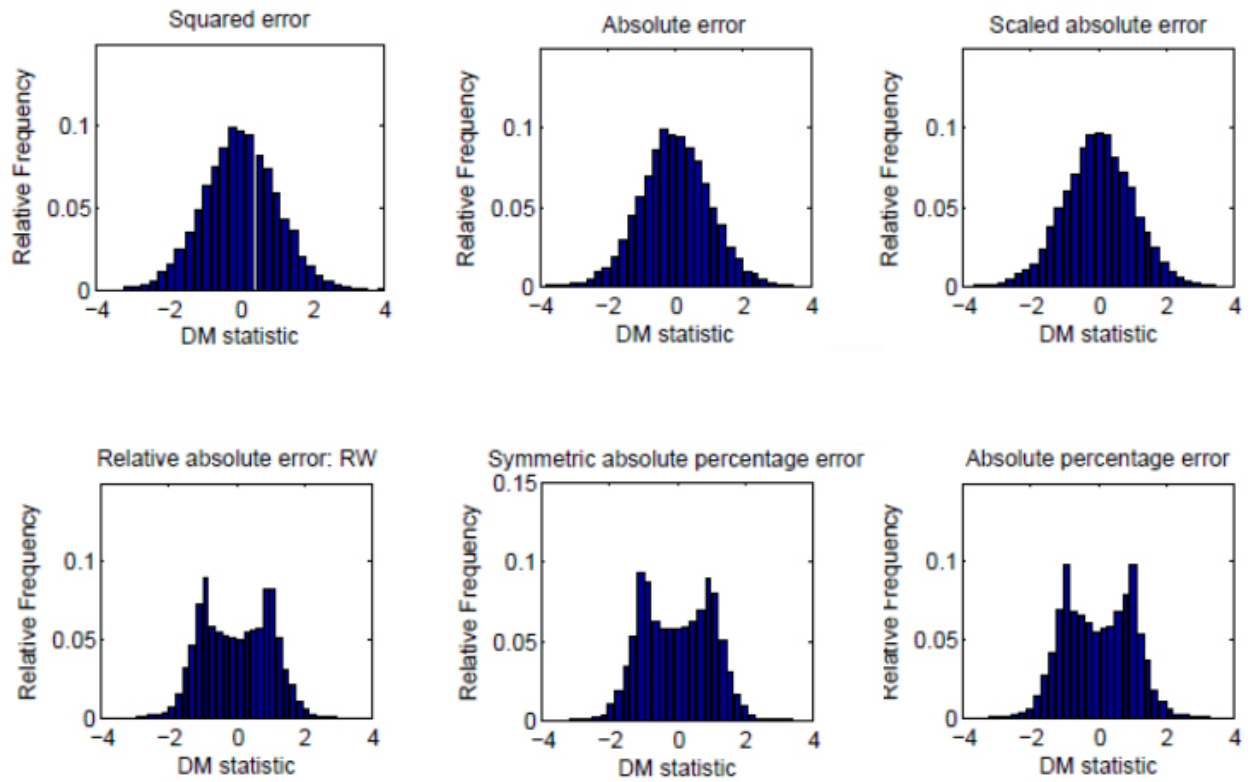 Squared error
Relative Frequency
0.1
0.05
0
−4 −2 0 2 4
DM statistic
Absolute error
Relative Frequency
0.1
0.05
0
−4 −2 0 2 4
DM statistic
Scaled absolute error
Relative Frequency
0.1
0.05
0
−4 −2 0 2 4
DM statistic
Relative absolute error: RW
Relative Frequency
0.1
0.05
0
−4 −2 0 2 4
DM statistic
Symmetric absolute percentage error
Relative Frequency
0.15
0.1
0.05
0
−4 −2 0 2 4
DM statistic
Absolute percentage error
Relative Frequency
0.1
0.05
0
−4 −2 0 2 4
DM statistic